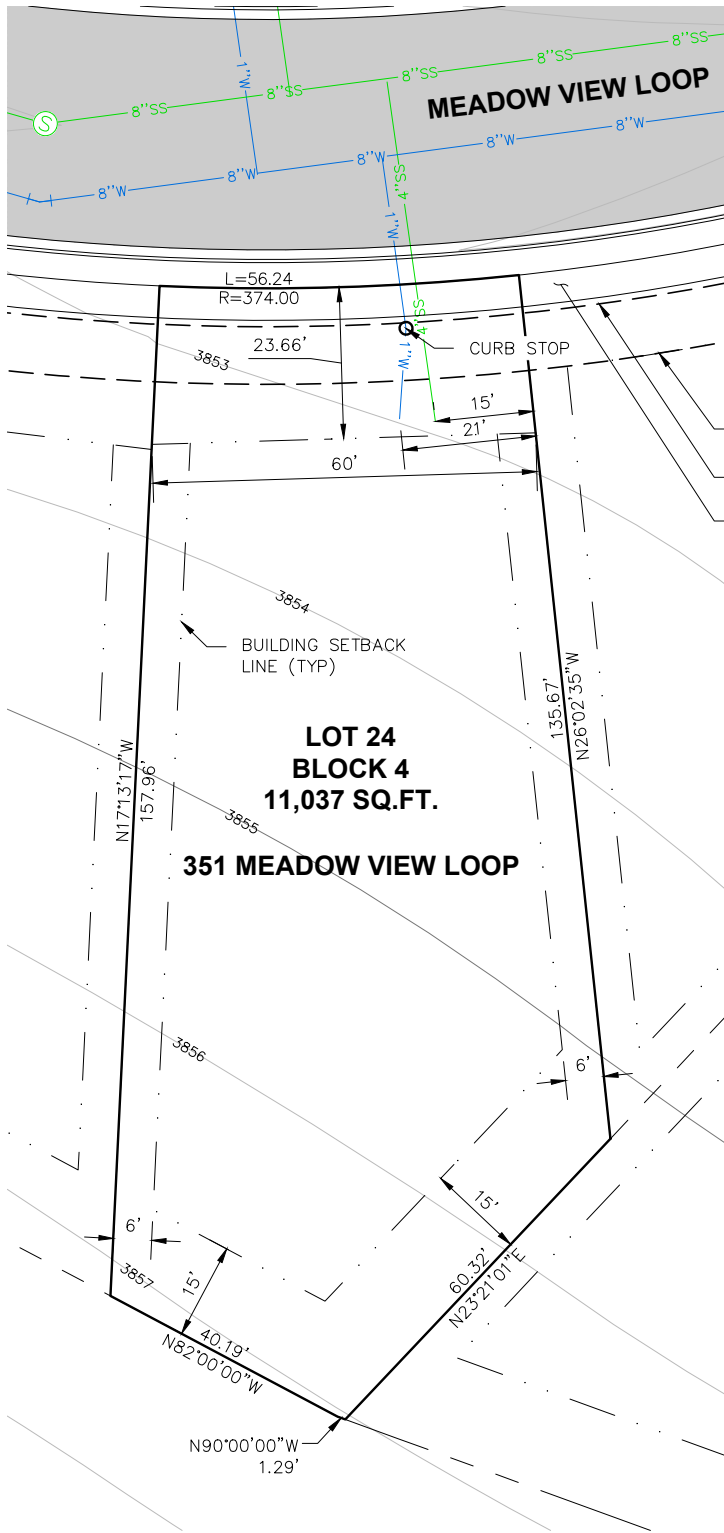 8"SS
8"SS
8"SS
8"SS
8"SS
MEADOW VIEW LOOP
1"W
S
8"W
8"W
8"W
8"W
8"W
4"SS
1"W
L=56.24
R=374.00
4"SS
23.66'
3853
1"W
CURB STOP
15'
21'
60'
3854
BUILDING SETBACK
LINE (TYP)
135.67'
N26°02'35"W
LOT 24
BLOCK 4
11,037 SQ.FT.
N17°13'17"W
157.96'
3855
351 MEADOW VIEW LOOP
3856
6'
15'
6'
3857
15'
60.32'
N23°21'01"E
40.19'
N82°00'00"W
N90°00'00"W
1.29'